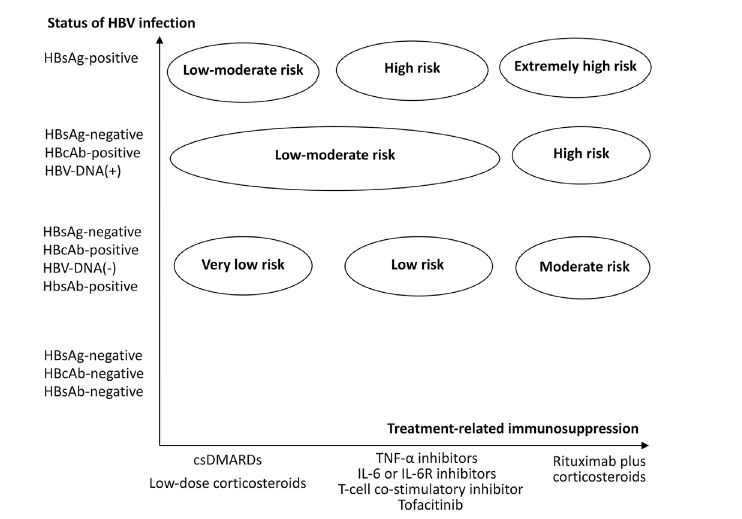 Status of HBV infection
HBsAg-positive
Low-moderate risk
High risk
Extremely high risk
HBsAg-negative
HBcAb-positive
HBV-DNA(+)
Low-moderate risk
High risk
HBsAg-negative
HBcAb-positive
HBV-DNA(-)
HbsAb-positive
Very low risk
Low risk
Moderate risk
HBsAg-negative
HBcAb-negative
HBsAb-negative
Treatment-related immunosuppression
csDMARDs
Low-dose corticosteroids
TNF-α inhibitors
IL-6 or IL-6R inhibitors
T-cell co-stimulatory inhibitor
Tofacitinib
Rituximab plus
corticosteroids